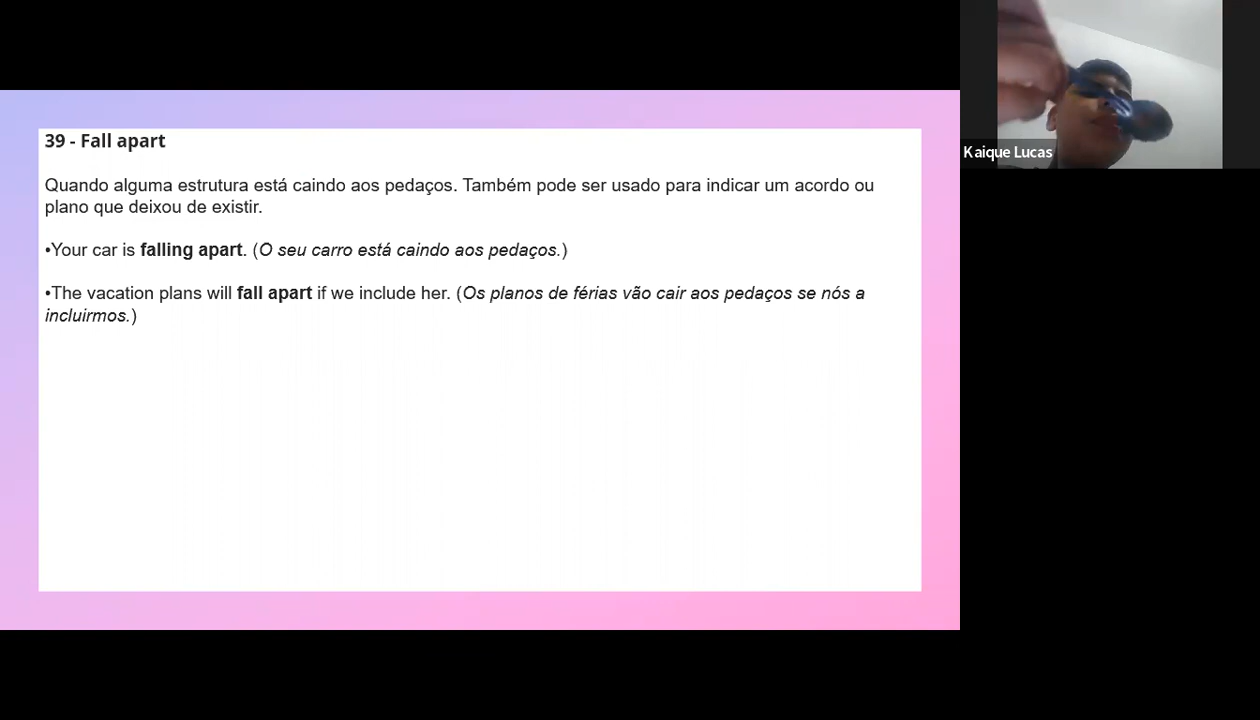 39 - Fall apart
Quando alguma estrutura está caindo aos pedaços. Também pode ser usado para indicar um acordo ou
plano que deixou de existir.
•Your car is falling apart. (O seu carro está caindo aos pedaços.)
•The vacation plans will fall apart if we include her. (Os planos de férias vão cair aos pedaços se nós a
incluirmos.)
Kaique Lucas